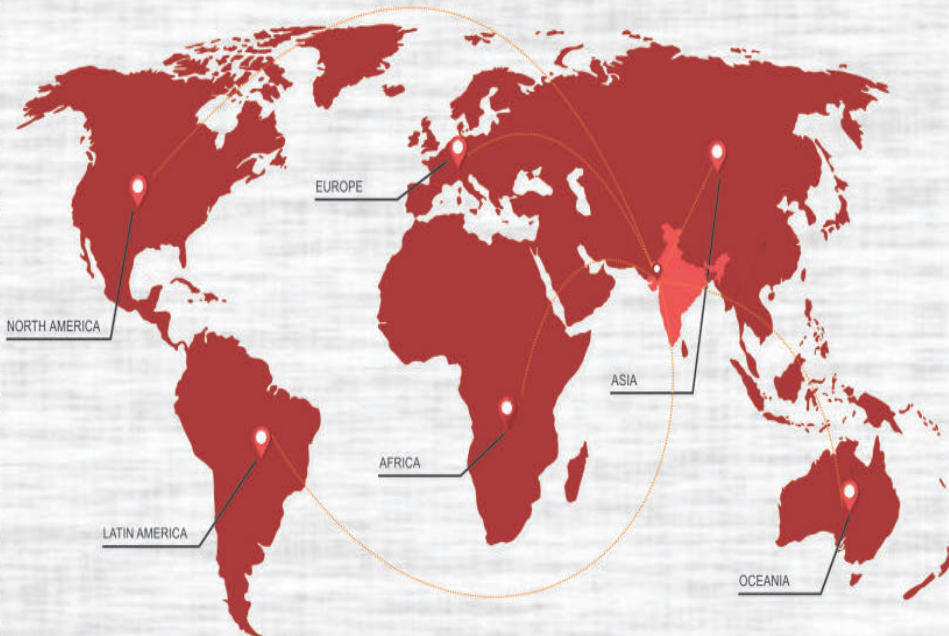 EUROPE
NORTH AMERICA
ASIA
AFRICA
LATIN AMERICA
OCEANIA